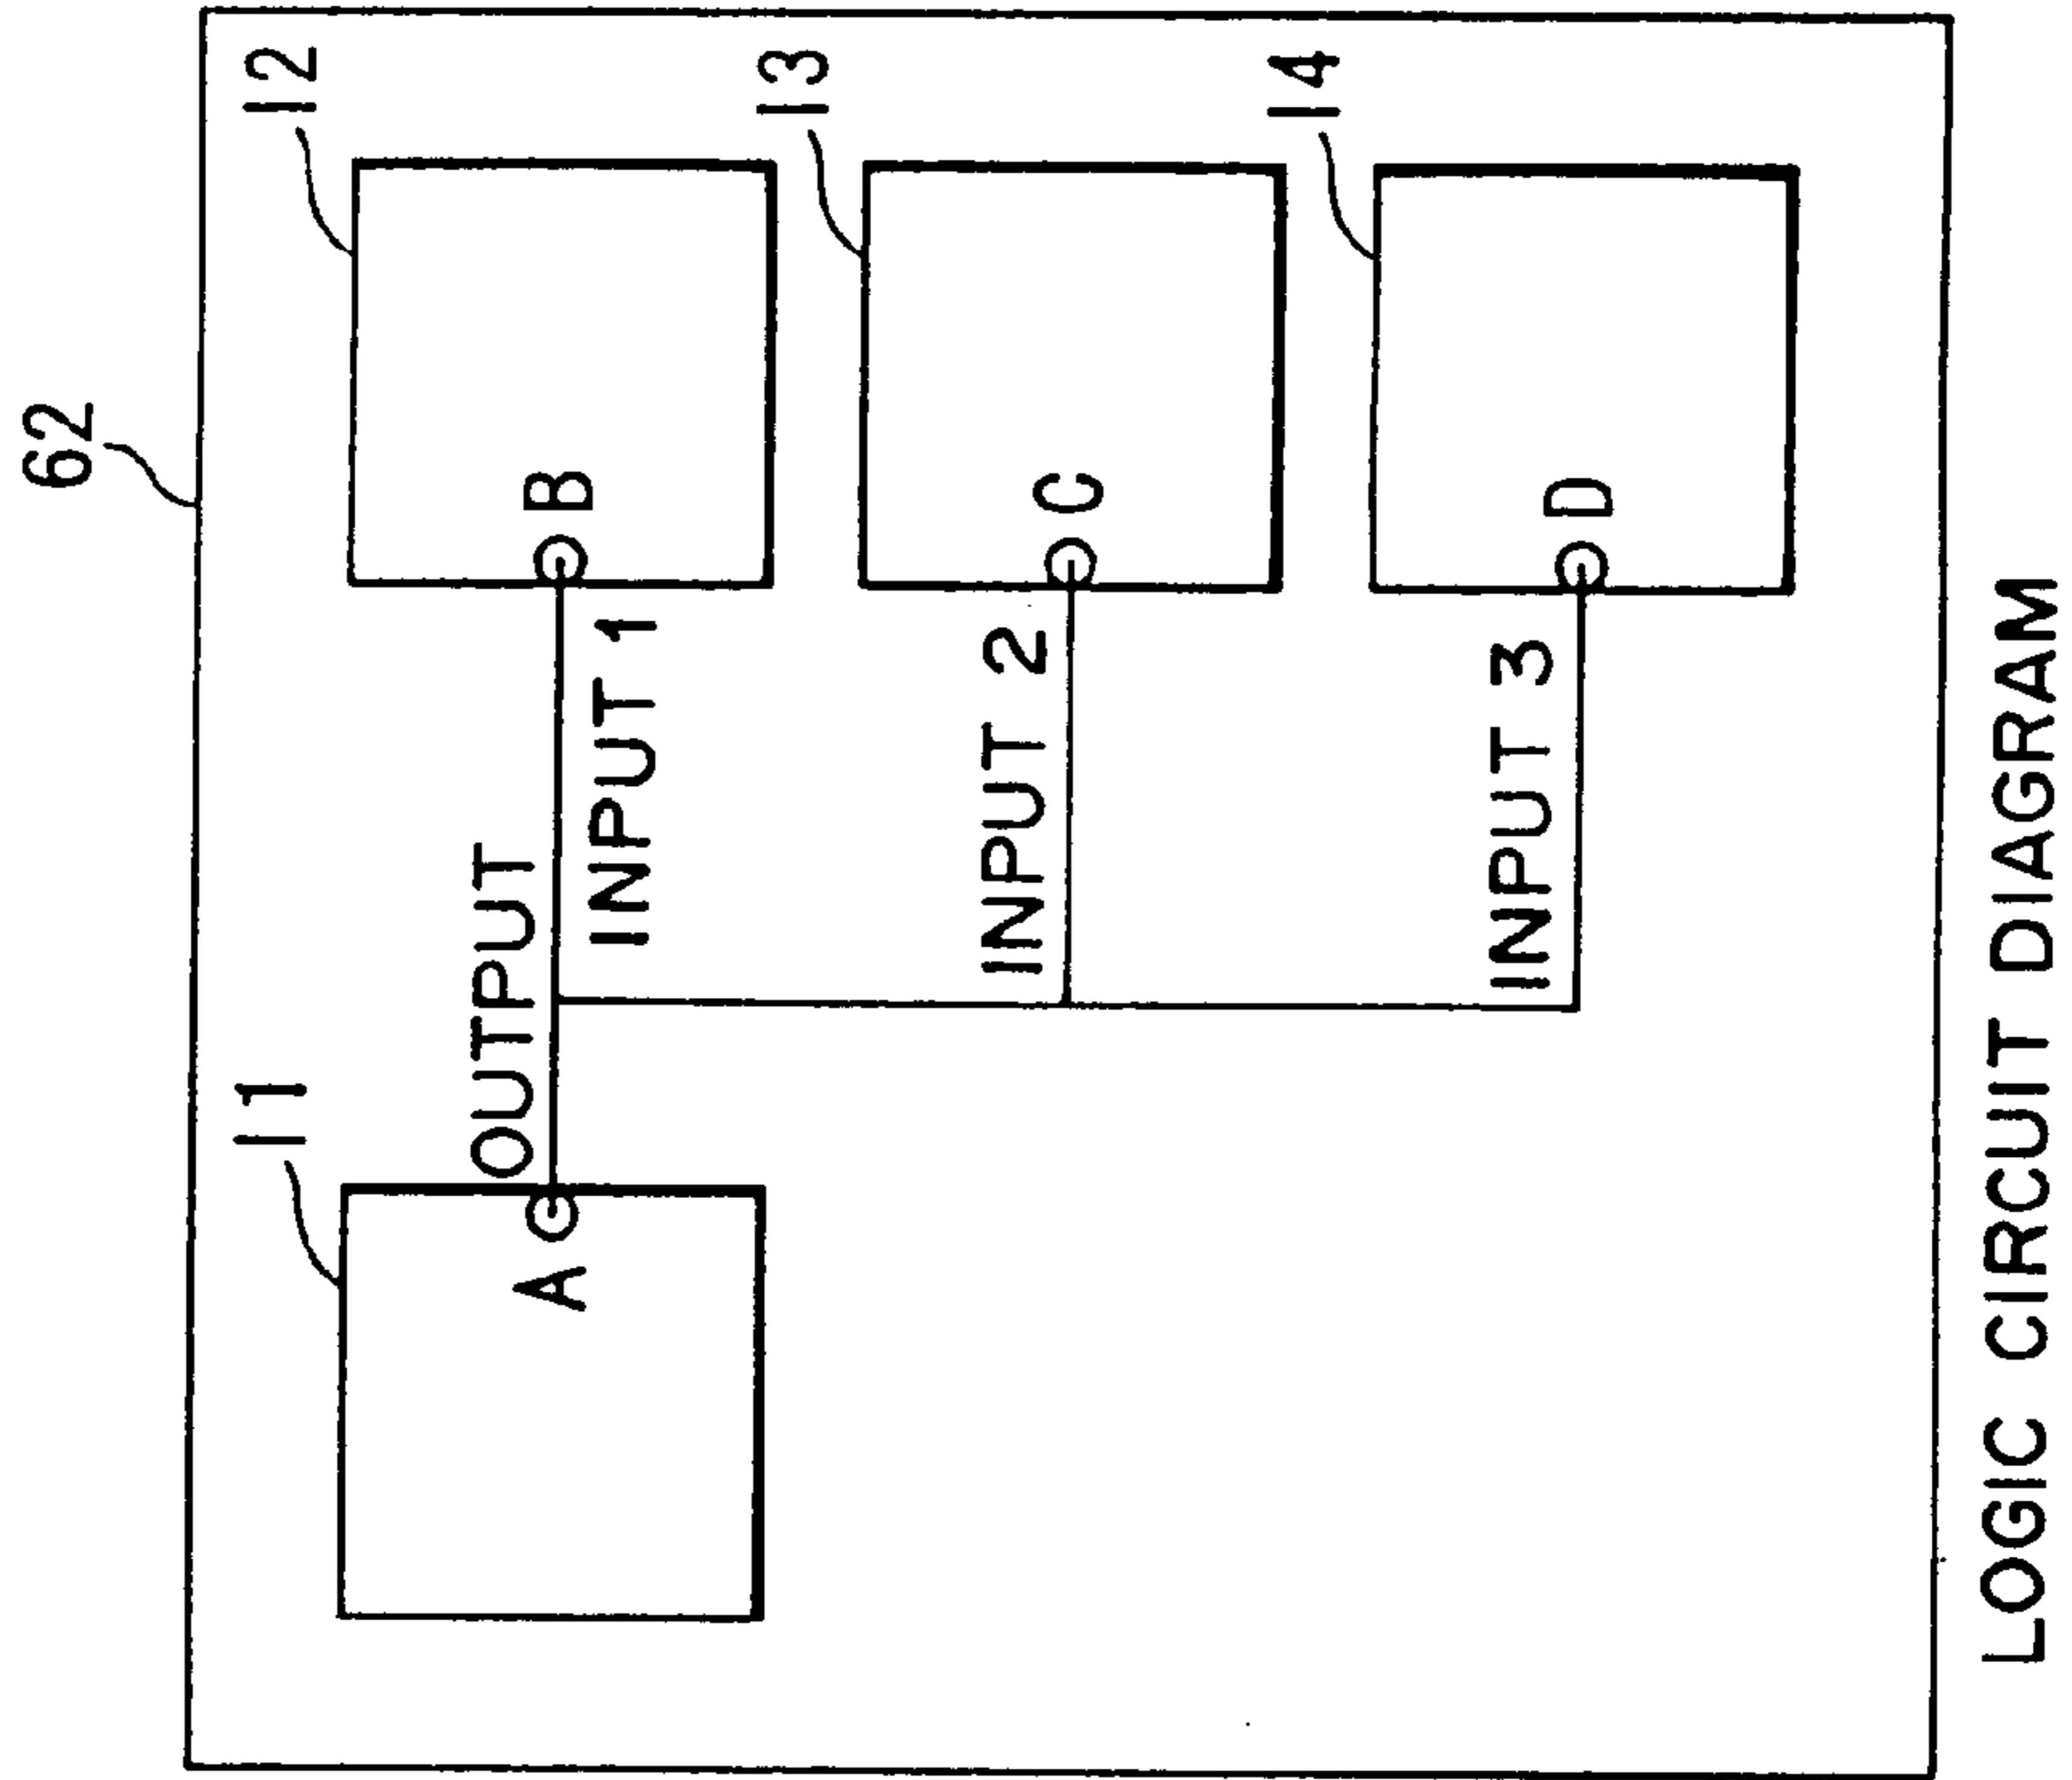 62
11
12
OUTPUT
A
B
INPUT 1
13
INPUT 2
C
14
INPUT 3
D
LOGIC CIRCUIT DIAGRAM